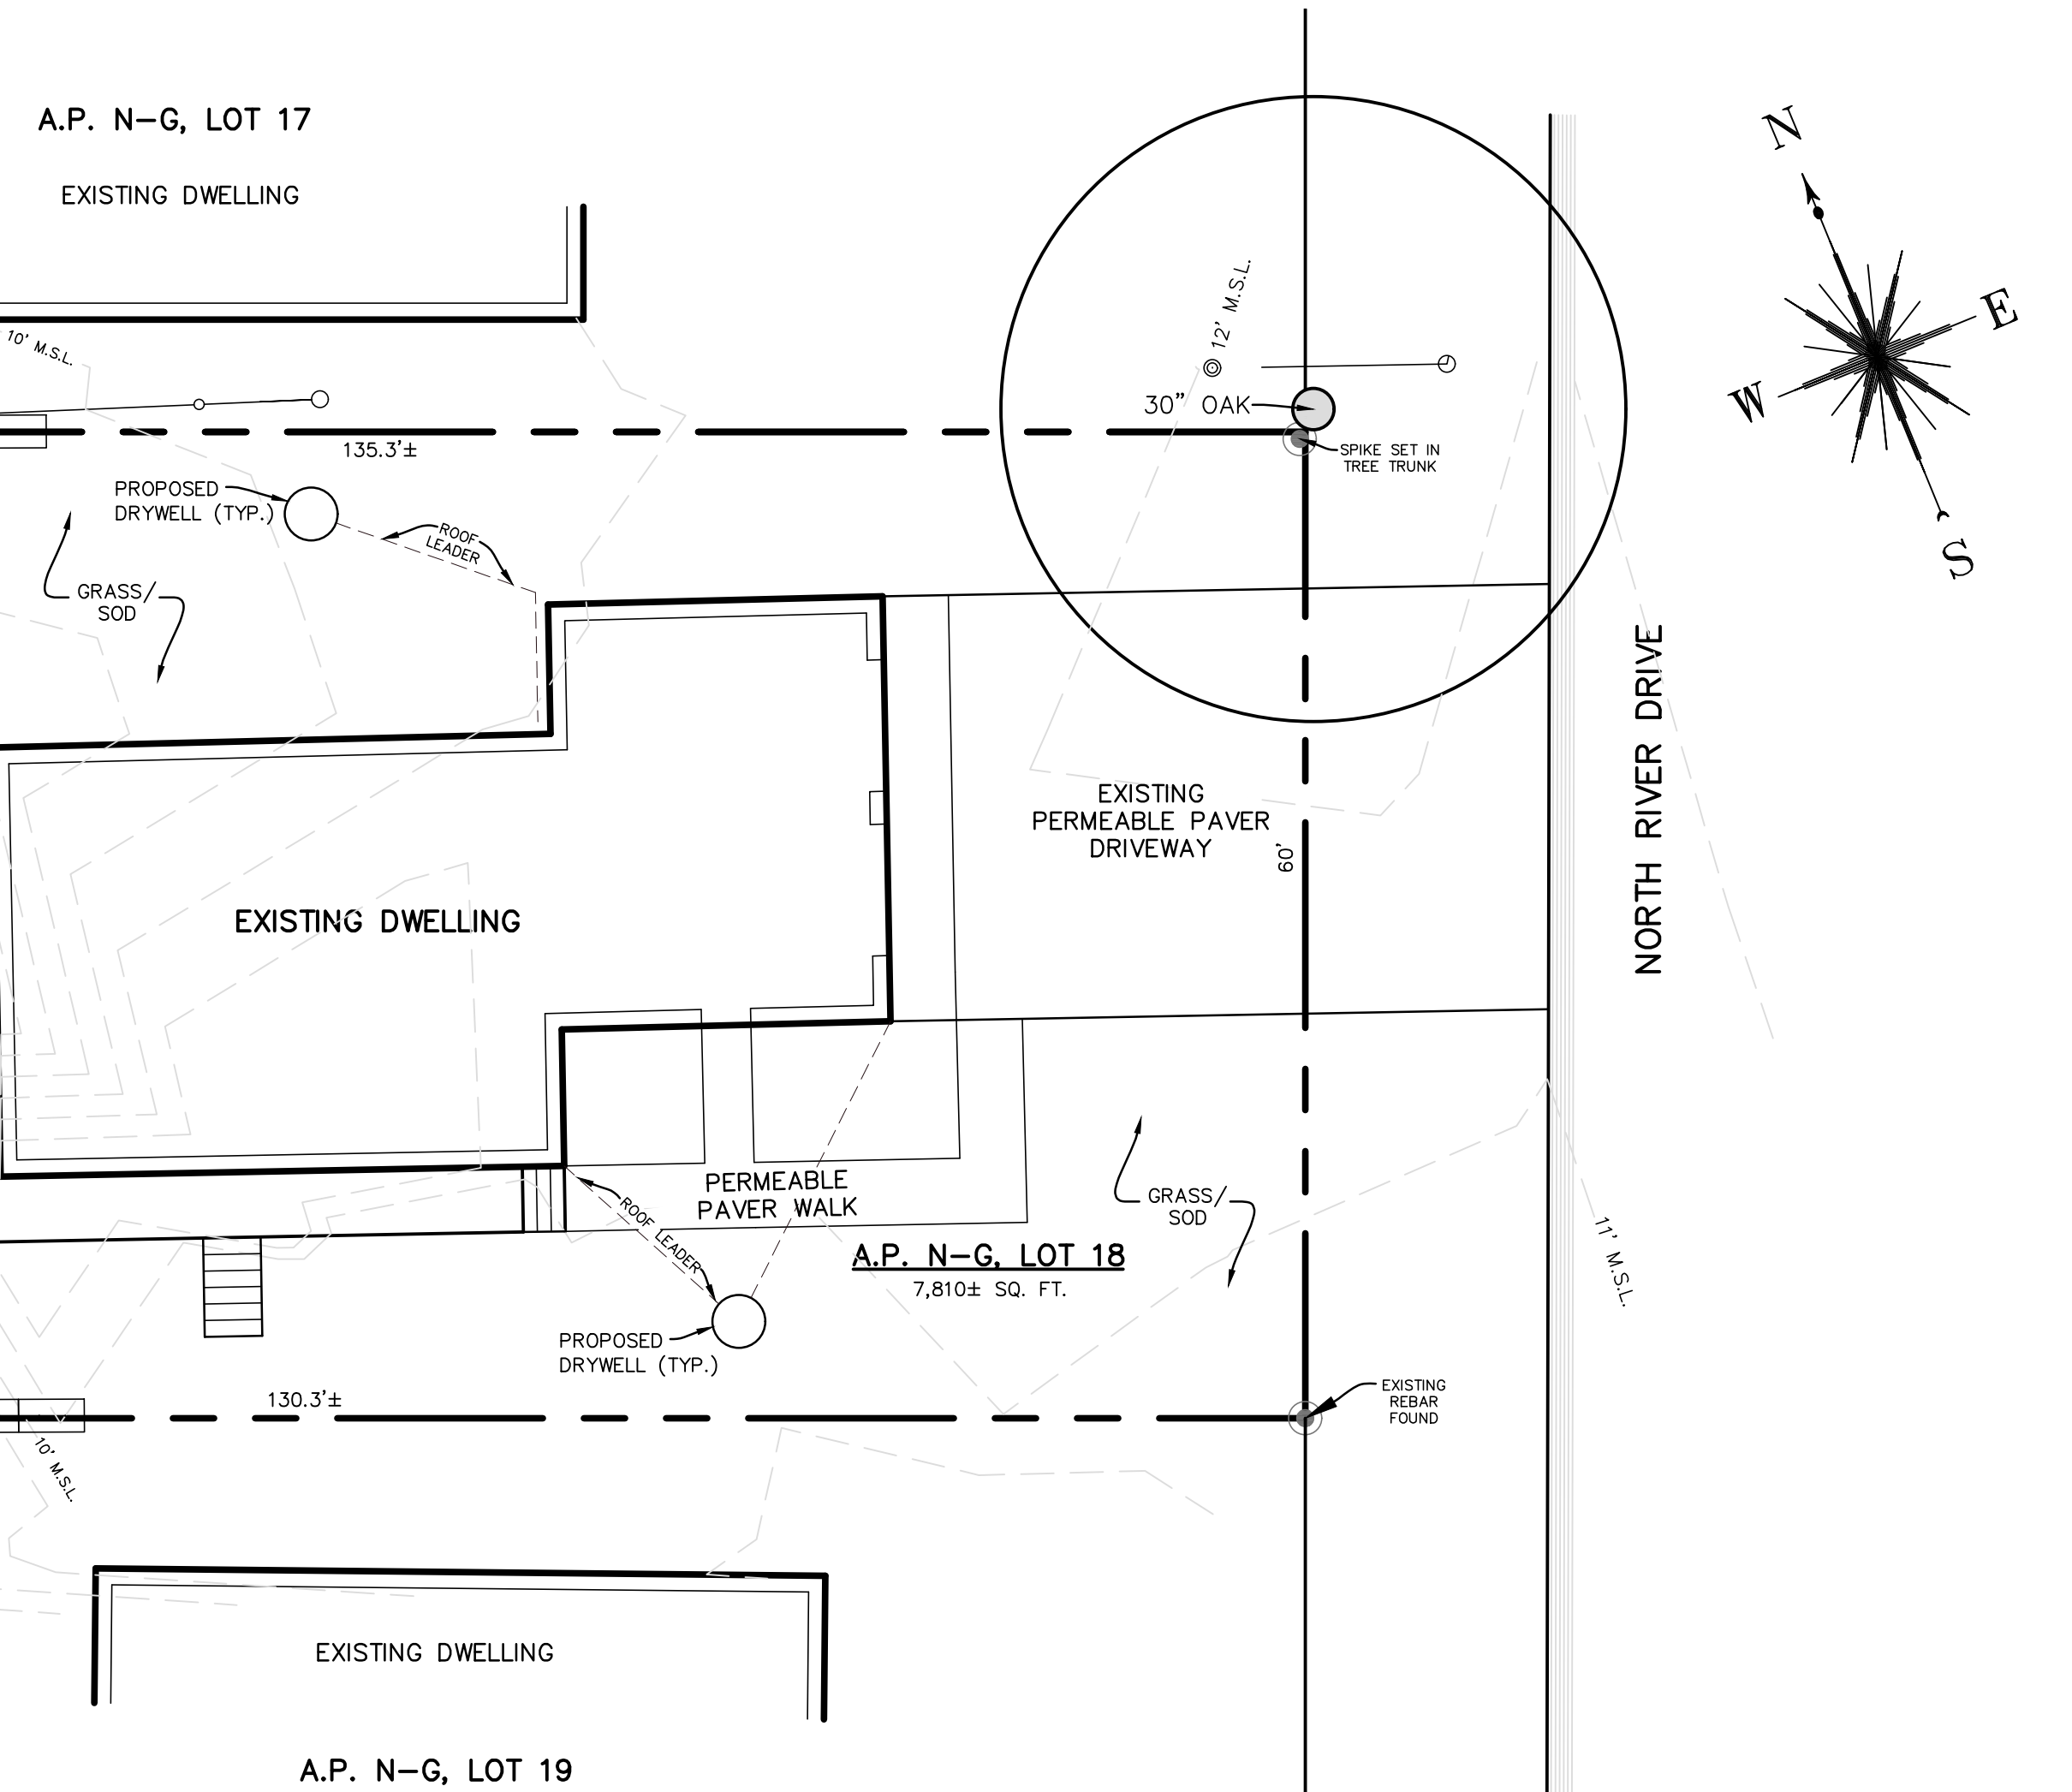 A.P. N-G, LOT 17
EXISTING DWELLING
10' M.S.L.
135.3'±
PROPOSED
DRYWELL (TYP.)
ROOF
LEADER
GRASS/
SOD
12' M.S.L.
30" OAK
SPIKE SET IN
TREE TRUNK
N
E
W
S
NORTH RIVER DRIVE
EXISTING
PERMEABLE PAVER
DRIVEWAY
60'
EXISTING DWELLING
PERMEABLE
PAVER WALK
ROOF LEADER
GRASS/
SOD
A.P. N-G, LOT 18
7,810± SQ. FT.
11' M.S.L.
PROPOSED
DRYWELL (TYP.)
130.3'±
EXISTING
REBAR
FOUND
10' M.S.L.
EXISTING DWELLING
A.P. N-G, LOT 19